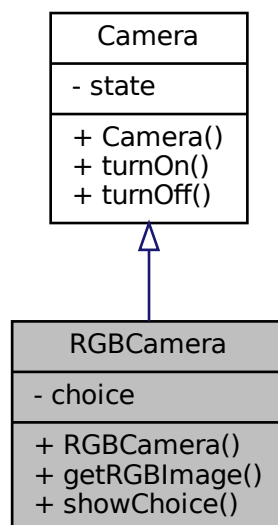 Camera
- state
+ Camera()
+ turnOn()
+ turnOff()
RGBCamera
- choice
+ RGBCamera()
+ getRGBImage()
+ showChoice()